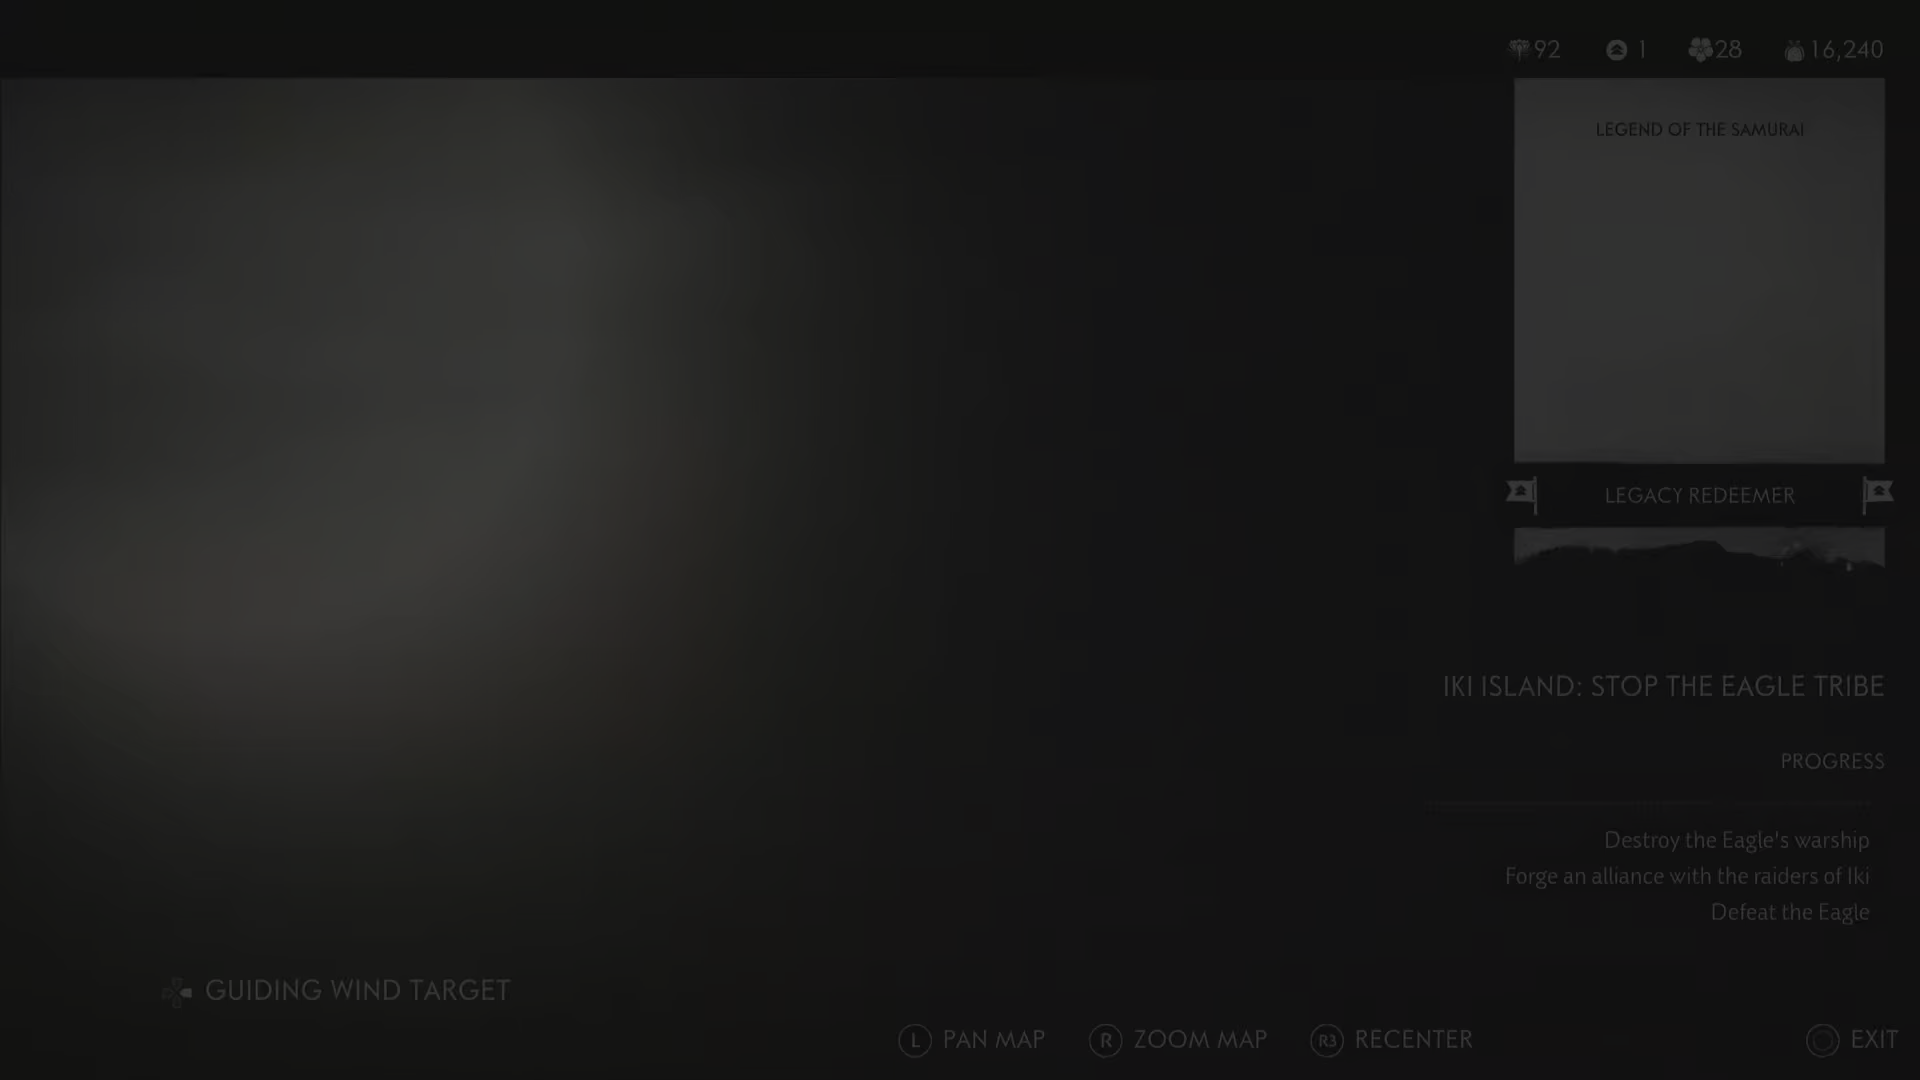 92 1 28 16,240
LEGEND OF THE SAMURAI
LEGACY REDEEMER
IKI ISLAND: STOP THE EAGLE TRIBE
PROGRESS
Destroy the Eagle's warship
Forge an alliance with the raiders of Iki
Defeat the Eagle
GUIDING WIND TARGET
L PAN MAP R ZOOM MAP R3 RECENTER EXIT